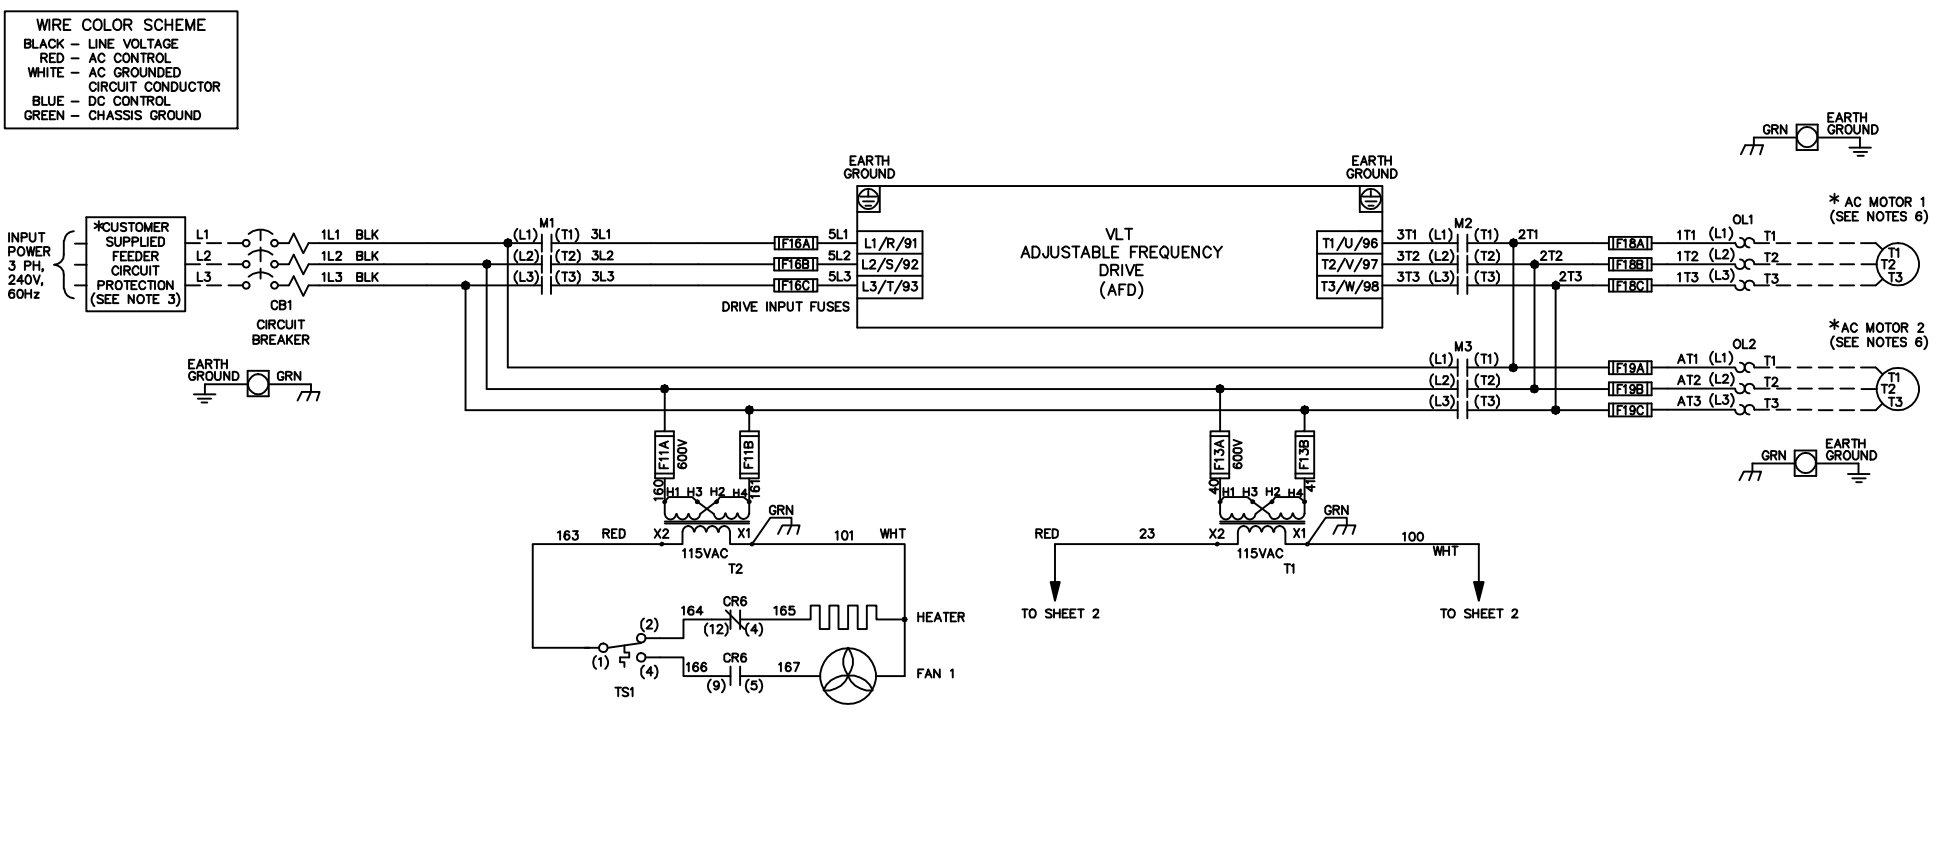 WIRE COLOR SCHEME
BLACK – LINE VOLTAGE
RED – AC CONTROL
WHITE – AC GROUNDED
CIRCUIT CONDUCTOR
BLUE – DC CONTROL
GREEN – CHASSIS GROUND
GRN
EARTH
GROUND
EARTH
GROUND
EARTH
GROUND
INPUT
POWER
3 PH,
240V,
60Hz
*CUSTOMER
SUPPLIED
FEEDER
CIRCUIT
PROTECTION
(SEE NOTE 3)
L1
L2
L3
CB1
CIRCUIT
BREAKER
1L1 BLK
1L2 BLK
1L3 BLK
M1
(L1) (T1) 3L1
(L2) (T2) 3L2
(L3) (T3) 3L3
F16A 5L1
F16B 5L2
F16C 5L3
DRIVE INPUT FUSES
L1/R/91
L2/S/92
L3/T/93
VLT
ADJUSTABLE FREQUENCY
DRIVE
(AFD)
T1/U/96
T2/V/97
T3/W/98
M2
3T1 (L1) (T1) 2T1
3T2 (L2) (T2) 2T2
3T3 (L3) (T3) 2T3
F18A 1T1 (L1)
F18B 1T2 (L2)
F18C 1T3 (L3)
OL1
T1
T2
T3
* AC MOTOR 1
(SEE NOTES 6)
T1
T2
T3
EARTH
GROUND
GRN
M3
(L1) (T1)
(L2) (T2)
(L3) (T3)
F19A AT1 (L1)
F19B AT2 (L2)
F19C AT3 (L3)
OL2
T1
T2
T3
*AC MOTOR 2
(SEE NOTES 6)
T1
T2
T3
GRN
EARTH
GROUND
F11A
600V
F11B
160
161
H1 H3 H2 H4
GRN
163 RED X2 X1 101 WHT
115VAC
T2
F13A
600V
F13B
40
41
H1 H3 H2 H4
GRN
RED 23 X2 X1 100
WHT
115VAC
T1
TO SHEET 2
TO SHEET 2
CR6
164 165
(12) (4)
HEATER
(2)
(1)
(4)
TS1
CR6
166 167
(9) (5)
FAN 1